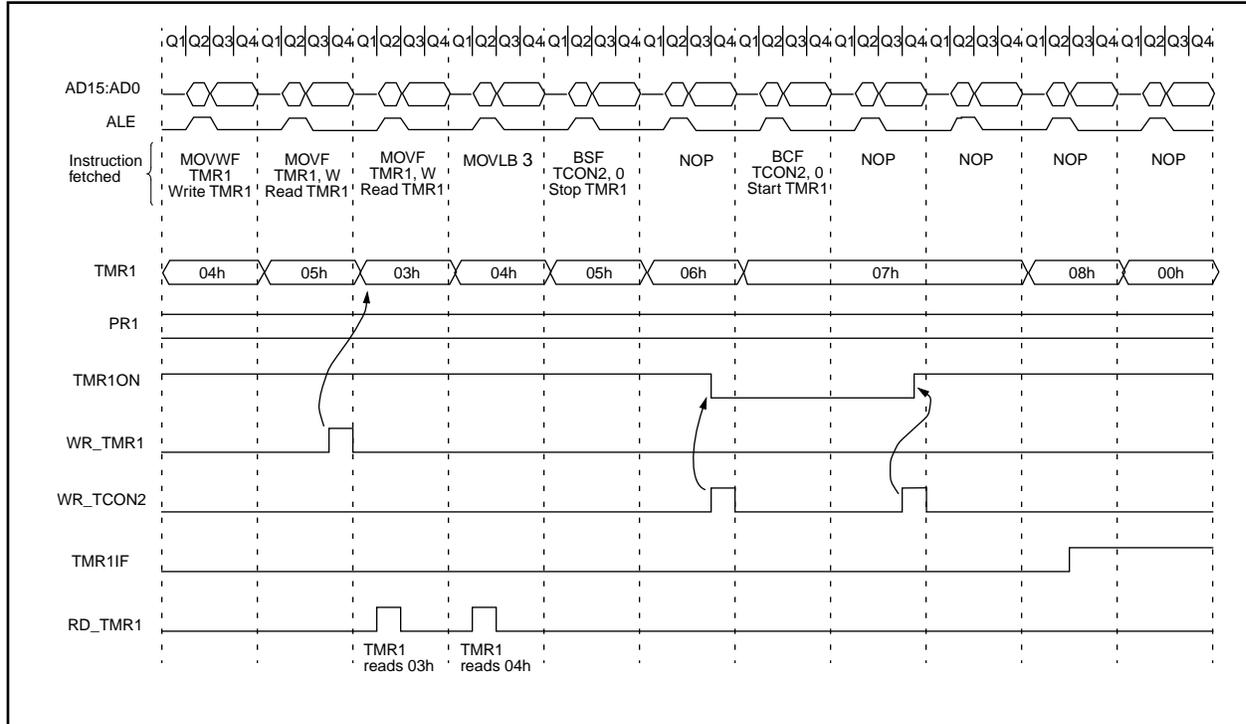 Q1 Q2 Q3 Q4 Q1 Q2 Q3 Q4 Q1 Q2 Q3 Q4 Q1 Q2 Q3 Q4 Q1 Q2 Q3 Q4 Q1 Q2 Q3 Q4 Q1 Q2 Q3 Q4 Q1 Q2 Q3 Q4 Q1 Q2 Q3 Q4 Q1 Q2 Q3 Q4 Q1 Q2 Q3 Q4
AD15:AD0
ALE
Instruction
fetched
MOVWF
TMR1
Write TMR1
MOVF
TMR1, W
Read TMR1
MOVF
TMR1, W
Read TMR1
MOVLB 3
BSF
TCON2, 0
Stop TMR1
NOP
BCF
TCON2, 0
Start TMR1
NOP
NOP
NOP
NOP
TMR1 04h 05h 03h 04h 05h 06h 07h 08h 00h
PR1
TMR1ON
WR_TMR1
WR_TCON2
TMR1IF
RD_TMR1
TMR1
reads 03h
TMR1
reads 04h